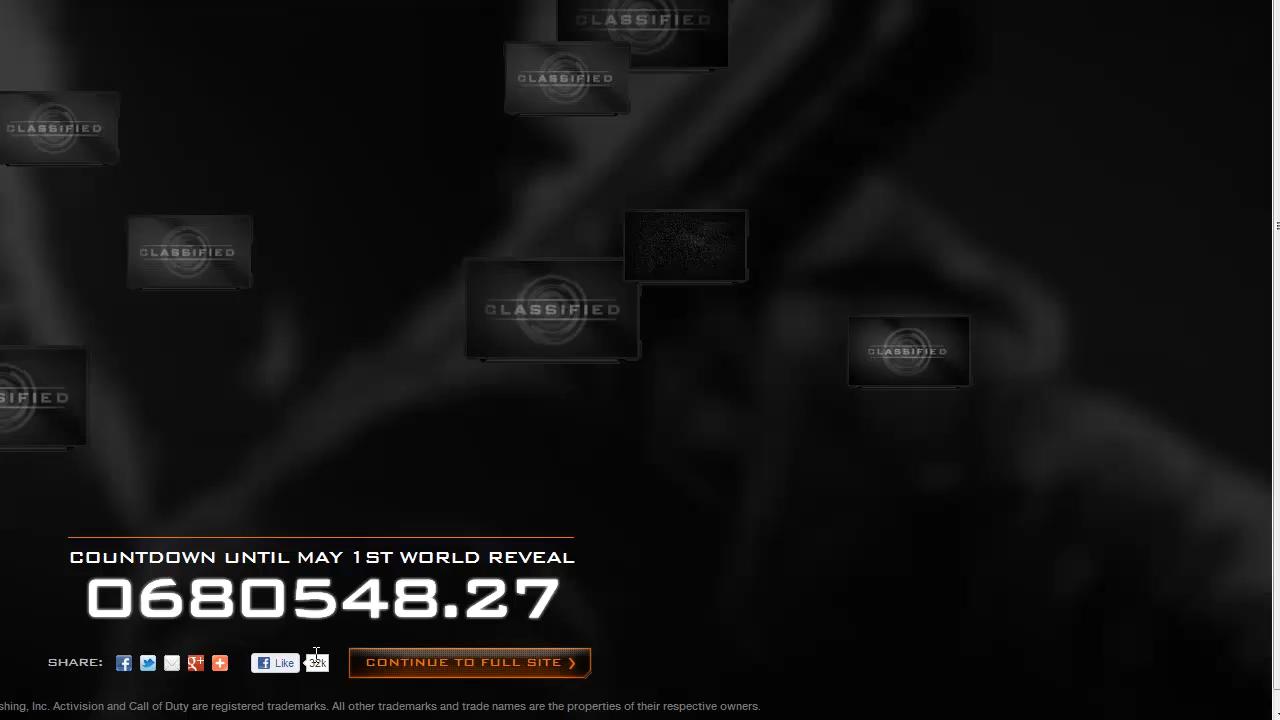 CLASSIFIED
CLASSIFIED
CLASSIFIED
CLASSIFIED
CLASSIFIED
CLASSIFIED
SIFIED
COUNTDOWN UNTIL MAY 1ST WORLD REVEAL
0680548.27
SHARE: Like 32k CONTINUE TO FULL SITE
shing, Inc. Activision and Call of Duty are registered trademarks. All other trademarks and trade names are the properties of their respective owners.